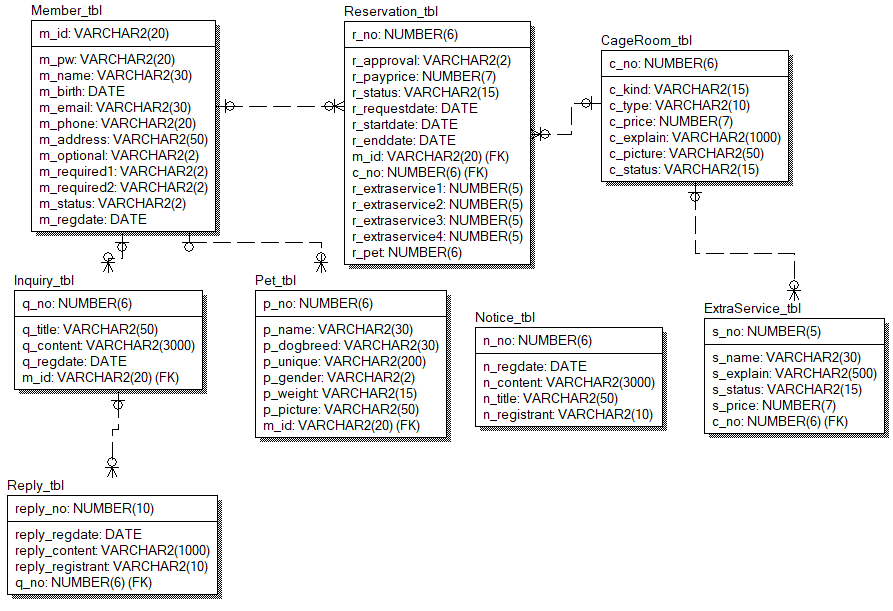 Member_tbl
m_id: VARCHAR2(20)
m_pw: VARCHAR2(20)
m_name: VARCHAR2(30)
m_birth: DATE
m_email: VARCHAR2(30)
m_phone: VARCHAR2(20)
m_address: VARCHAR2(50)
m_optional: VARCHAR2(2)
m_required1: VARCHAR2(2)
m_required2: VARCHAR2(2)
m_status: VARCHAR2(2)
m_regdate: DATE
Reservation_tbl
r_no: NUMBER(6)
r_approval: VARCHAR2(2)
r_payprice: NUMBER(7)
r_status: VARCHAR2(15)
r_requestdate: DATE
r_startdate: DATE
r_enddate: DATE
m_id: VARCHAR2(20) (FK)
c_no: NUMBER(6) (FK)
r_extraservice1: NUMBER(5)
r_extraservice2: NUMBER(5)
r_extraservice3: NUMBER(5)
r_extraservice4: NUMBER(5)
r_pet: NUMBER(6)
CageRoom_tbl
c_no: NUMBER(6)
c_kind: VARCHAR2(15)
c_type: VARCHAR2(10)
c_price: NUMBER(7)
c_explain: VARCHAR2(1000)
c_picture: VARCHAR2(50)
c_status: VARCHAR2(15)
Inquiry_tbl
q_no: NUMBER(6)
q_title: VARCHAR2(50)
q_content: VARCHAR2(3000)
q_regdate: DATE
m_id: VARCHAR2(20) (FK)
Pet_tbl
p_no: NUMBER(6)
p_name: VARCHAR2(30)
p_dogbreed: VARCHAR2(30)
p_unique: VARCHAR2(200)
p_gender: VARCHAR2(2)
p_weight: VARCHAR2(15)
p_picture: VARCHAR2(50)
m_id: VARCHAR2(20) (FK)
Notice_tbl
n_no: NUMBER(6)
n_regdate: DATE
n_content: VARCHAR2(3000)
n_title: VARCHAR2(50)
n_registrant: VARCHAR2(10)
ExtraService_tbl
s_no: NUMBER(5)
s_name: VARCHAR2(30)
s_explain: VARCHAR2(500)
s_status: VARCHAR2(15)
s_price: NUMBER(7)
c_no: NUMBER(6) (FK)
Reply_tbl
reply_no: NUMBER(10)
reply_regdate: DATE
reply_content: VARCHAR2(1000)
reply_registrant: VARCHAR2(10)
q_no: NUMBER(6) (FK)